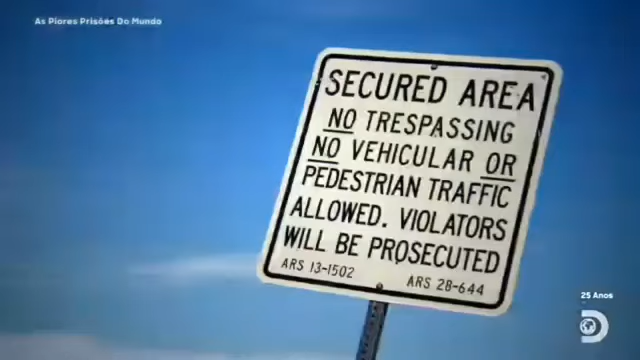 As Piores Prisões Do Mundo
SECURED AREA
NO TRESPASSING
NO VEHICULAR OR
PEDESTRIAN TRAFFIC
ALLOWED. VIOLATORS
WILL BE PROSECUTED
ARS 13-1502 ARS 28-644
25 Anos
D